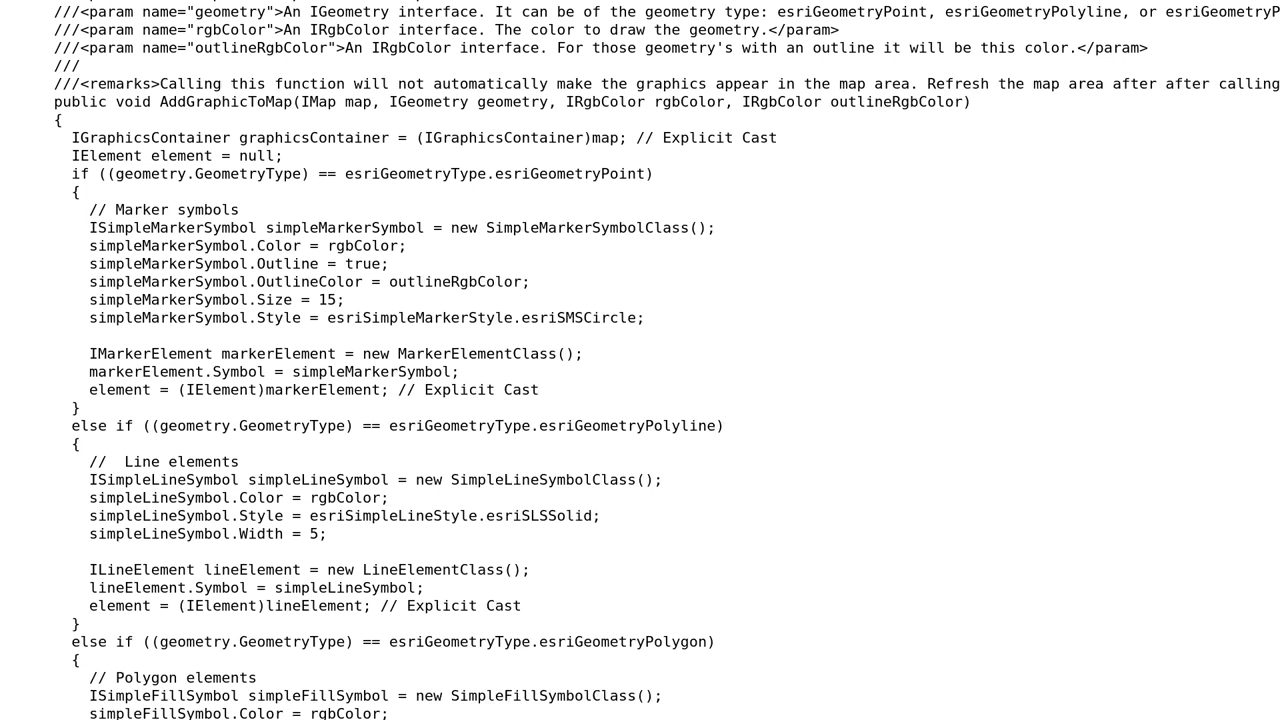 ///<param name="geometry">An IGeometry interface. It can be of the geometry type: esriGeometryPoint, esriGeometryPolyline, or esriGeometryP
///<param name="rgbColor">An IRgbColor interface. The color to draw the geometry.</param>
///<param name="outlineRgbColor">An IRgbColor interface. For those geometry's with an outline it will be this color.</param>
///
///<remarks>Calling this function will not automatically make the graphics appear in the map area. Refresh the map area after after calling
public void AddGraphicToMap(IMap map, IGeometry geometry, IRgbColor rgbColor, IRgbColor outlineRgbColor)
{
  IGraphicsContainer graphicsContainer = (IGraphicsContainer)map; // Explicit Cast
  IElement element = null;
  if ((geometry.GeometryType) == esriGeometryType.esriGeometryPoint)
  {
    // Marker symbols
    ISimpleMarkerSymbol simpleMarkerSymbol = new SimpleMarkerSymbolClass();
    simpleMarkerSymbol.Color = rgbColor;
    simpleMarkerSymbol.Outline = true;
    simpleMarkerSymbol.OutlineColor = outlineRgbColor;
    simpleMarkerSymbol.Size = 15;
    simpleMarkerSymbol.Style = esriSimpleMarkerStyle.esriSMSCircle;

    IMarkerElement markerElement = new MarkerElementClass();
    markerElement.Symbol = simpleMarkerSymbol;
    element = (IElement)markerElement; // Explicit Cast
  }
  else if ((geometry.GeometryType) == esriGeometryType.esriGeometryPolyline)
  {
    //  Line elements
    ISimpleLineSymbol simpleLineSymbol = new SimpleLineSymbolClass();
    simpleLineSymbol.Color = rgbColor;
    simpleLineSymbol.Style = esriSimpleLineStyle.esriSLSSolid;
    simpleLineSymbol.Width = 5;

    ILineElement lineElement = new LineElementClass();
    lineElement.Symbol = simpleLineSymbol;
    element = (IElement)lineElement; // Explicit Cast
  }
  else if ((geometry.GeometryType) == esriGeometryType.esriGeometryPolygon)
  {
    // Polygon elements
    ISimpleFillSymbol simpleFillSymbol = new SimpleFillSymbolClass();
    simpleFillSymbol.Color = rgbColor;